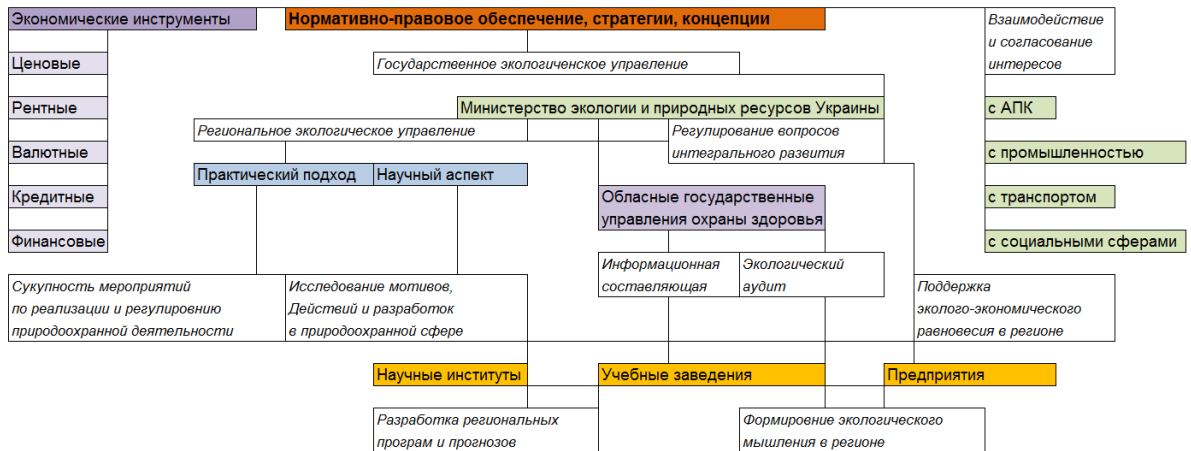 Экономические инструменты
Нормативно-правовое обеспечение, стратегии, концепции
Взаимодействие
и согласование
интересов
Ценовые
Государственное экологиченское управление
Рентные
Министерство экологии и природных ресурсов Украины
с АПК
Региональное экологическое управление
Регулирование вопросов
интегрального развития
Валютные
с промышленностью
Практический подход
Научный аспект
Кредитные
Обласные государственные
управления охраны здоровья
с транспортом
Финансовые
с социальными сферами
Информационная
составляющая
Экологический
аудит
Сукупность мероприятий
по реализации и регулировнию
природоохранной деятельности
Исследование мотивов,
Действий и разработок
в природоохранной сфере
Поддержка
эколого-экономического
равновесия в регионе
Научные институты
Учебные заведения
Предприятия
Разработка региональных
програм и прогнозов
Формировние экологического
мышления в регионе